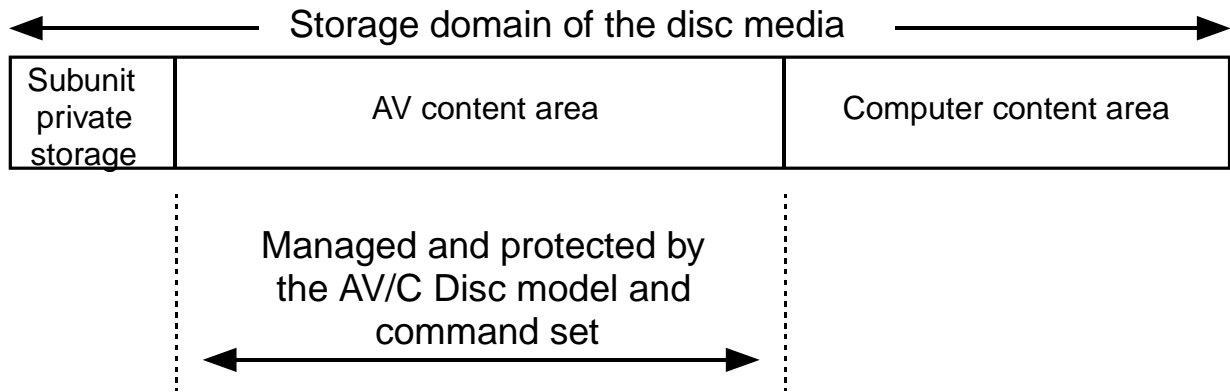 Storage domain of the disc media
Subunit
private
storage
AV content area
Computer content area
Managed and protected by
the AV/C Disc model and
command set